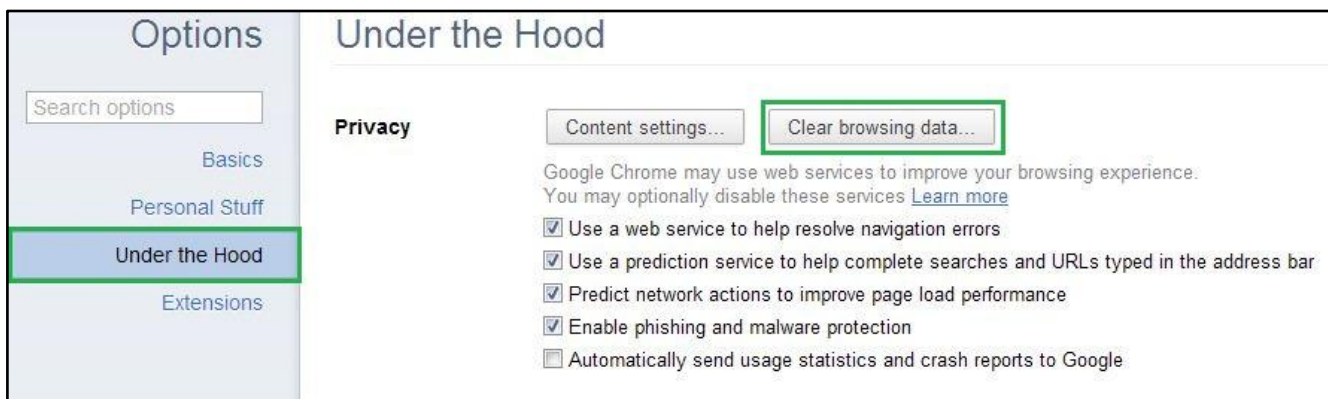 Options
Search options
Basics
Personal Stuff
Under the Hood
Extensions
Under the Hood
Privacy
Content settings...
Clear browsing data...
Google Chrome may use web services to improve your browsing experience.
You may optionally disable these services Learn more
Use a web service to help resolve navigation errors
Use a prediction service to help complete searches and URLs typed in the address bar
Predict network actions to improve page load performance
Enable phishing and malware protection
Automatically send usage statistics and crash reports to Google